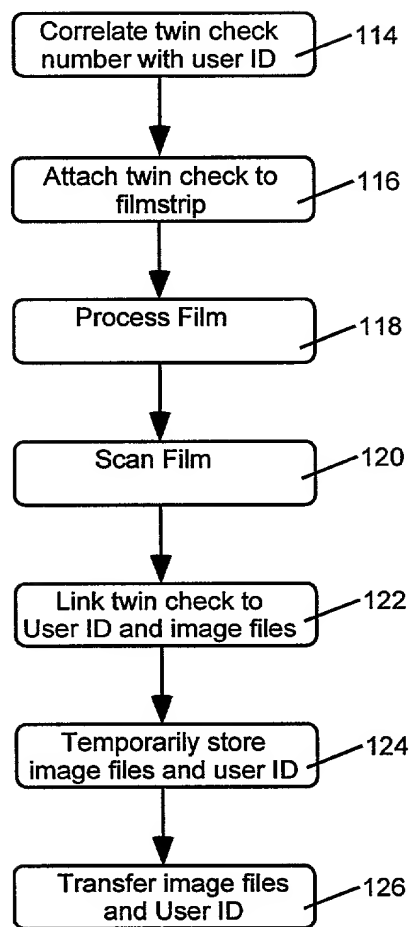 Correlate twin check
number with user ID
114
Attach twin check to
filmstrip
116
Process Film
118
Scan Film
120
Link twin check to
User ID and image files
122
Temporarily store
image files and user ID
124
Transfer image files
and User ID
126